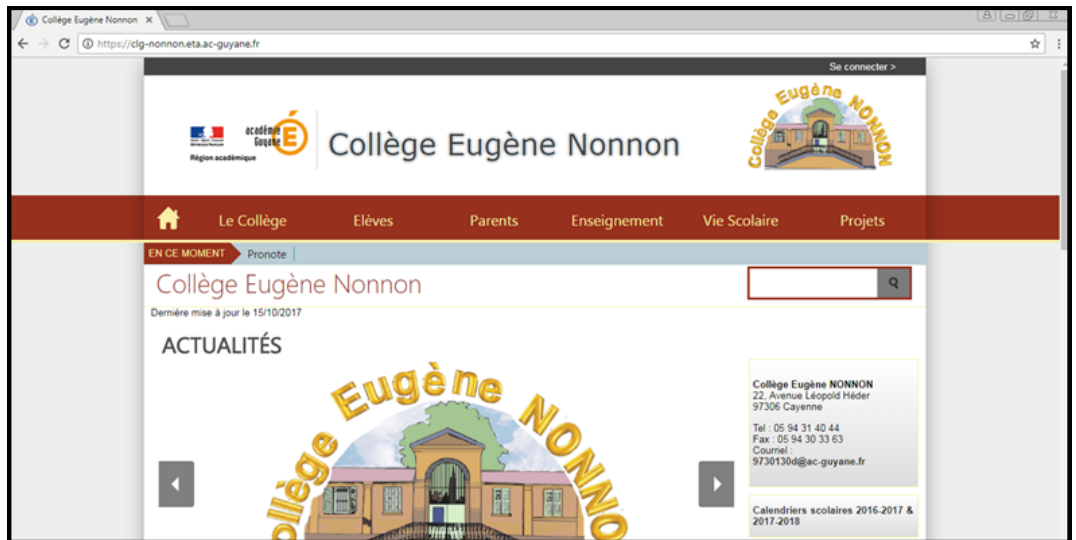 Collège Eugène Nonnon
https://clg-nonnon.eta.ac-guyane.fr
Se connecter >
académie
Guyane
Région académique
Collège Eugène Nonnon
Collège Eugène NONNON
Le Collège Elèves Parents Enseignement Vie Scolaire Projets
EN CE MOMENT Pronote
Collège Eugène Nonnon
Dernière mise à jour le 15/10/2017
ACTUALITÉS
Collège Eugène NONNON
22, Avenue Léopold Héder
97306 Cayenne
Tel : 05 94 31 40 44
Fax : 05 94 30 33 63
Courriel :
9730130d@ac-guyane.fr
Calendriers scolaires 2016-2017 &
2017-2018
ollège Eugène NONNO